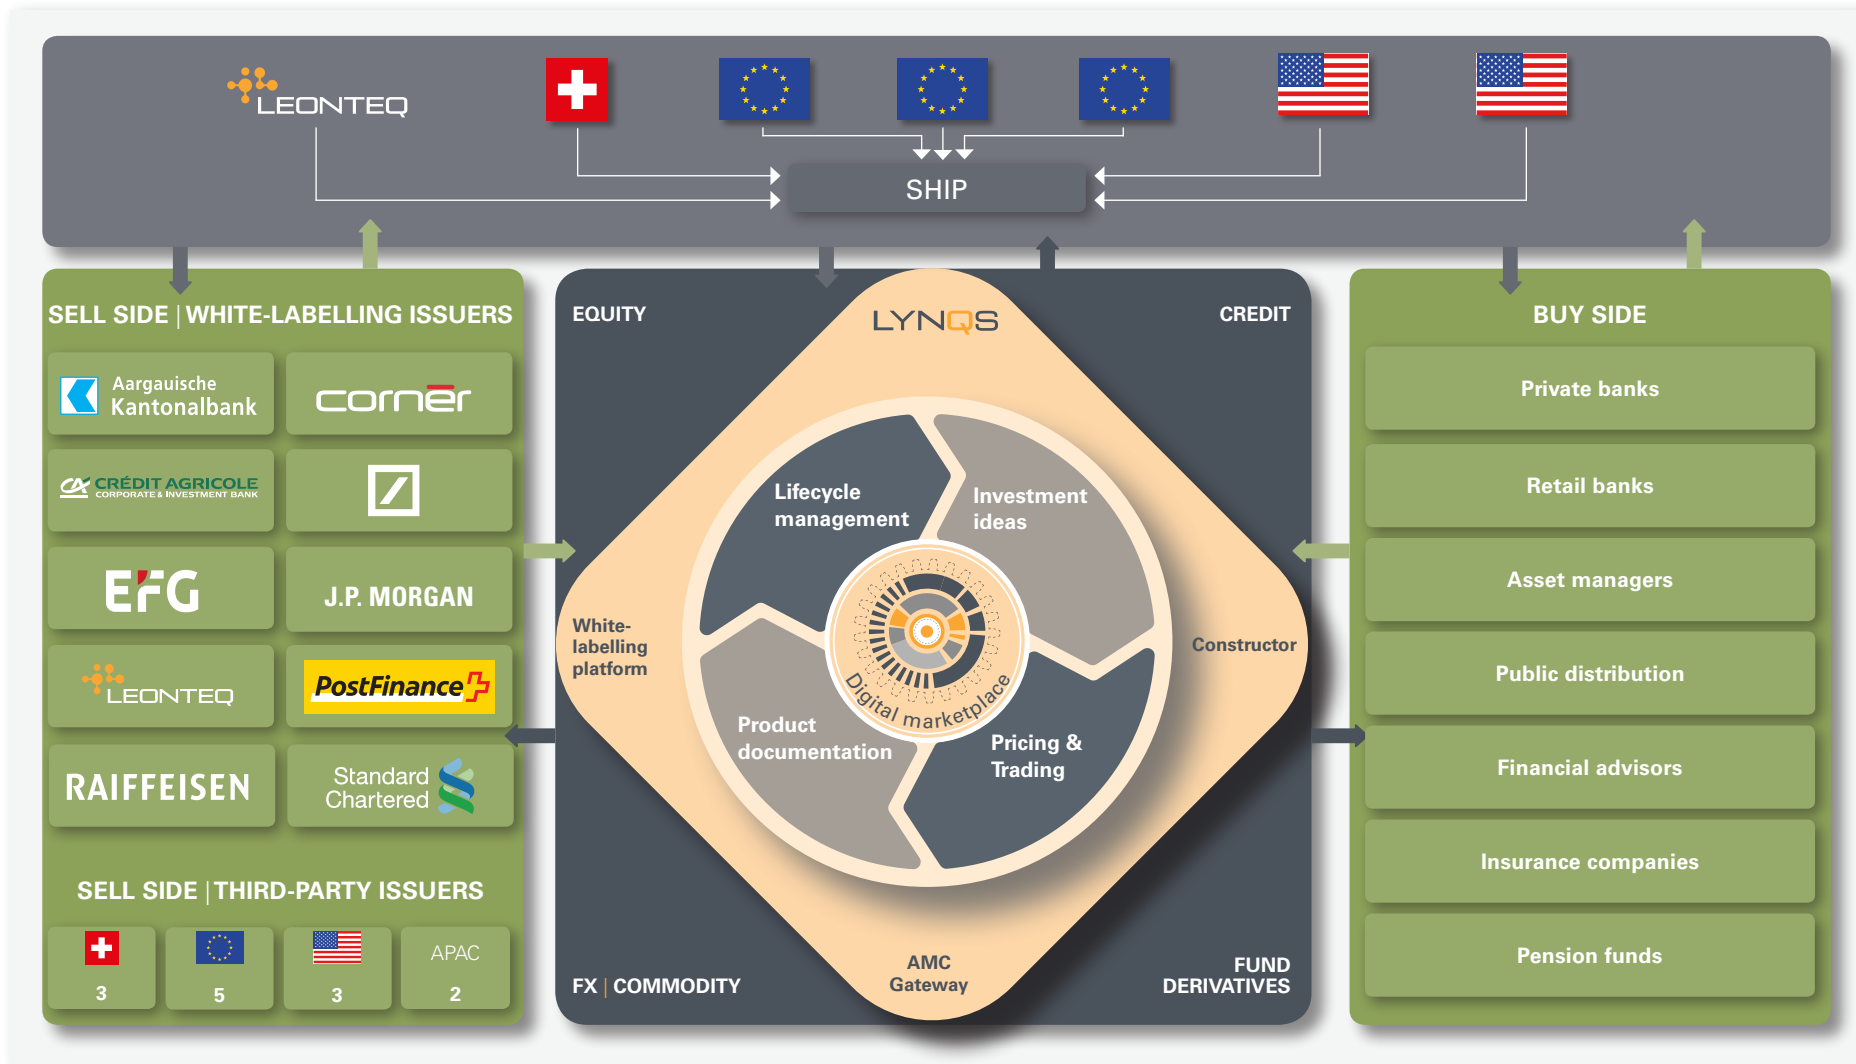 LEONTEQ
SHIP
SELL SIDE | WHITE-LABELLING ISSUERS
Aargauische
Kantonalbank
cornèr
CRÉDIT AGRICOLE
CORPORATE & INVESTMENT BANK
EFG
J.P. MORGAN
LEONTEQ
PostFinance
RAIFFEISEN
Standard
Chartered
SELL SIDE | THIRD-PARTY ISSUERS
3
5
3
APAC
2
EQUITY
CREDIT
LYNQS
Lifecycle
management
Investment
ideas
White-
labelling
platform
Constructor
Digital marketplace
Product
documentation
Pricing &
Trading
AMC
Gateway
FX | COMMODITY
FUND
DERIVATIVES
BUY SIDE
Private banks
Retail banks
Asset managers
Public distribution
Financial advisors
Insurance companies
Pension funds